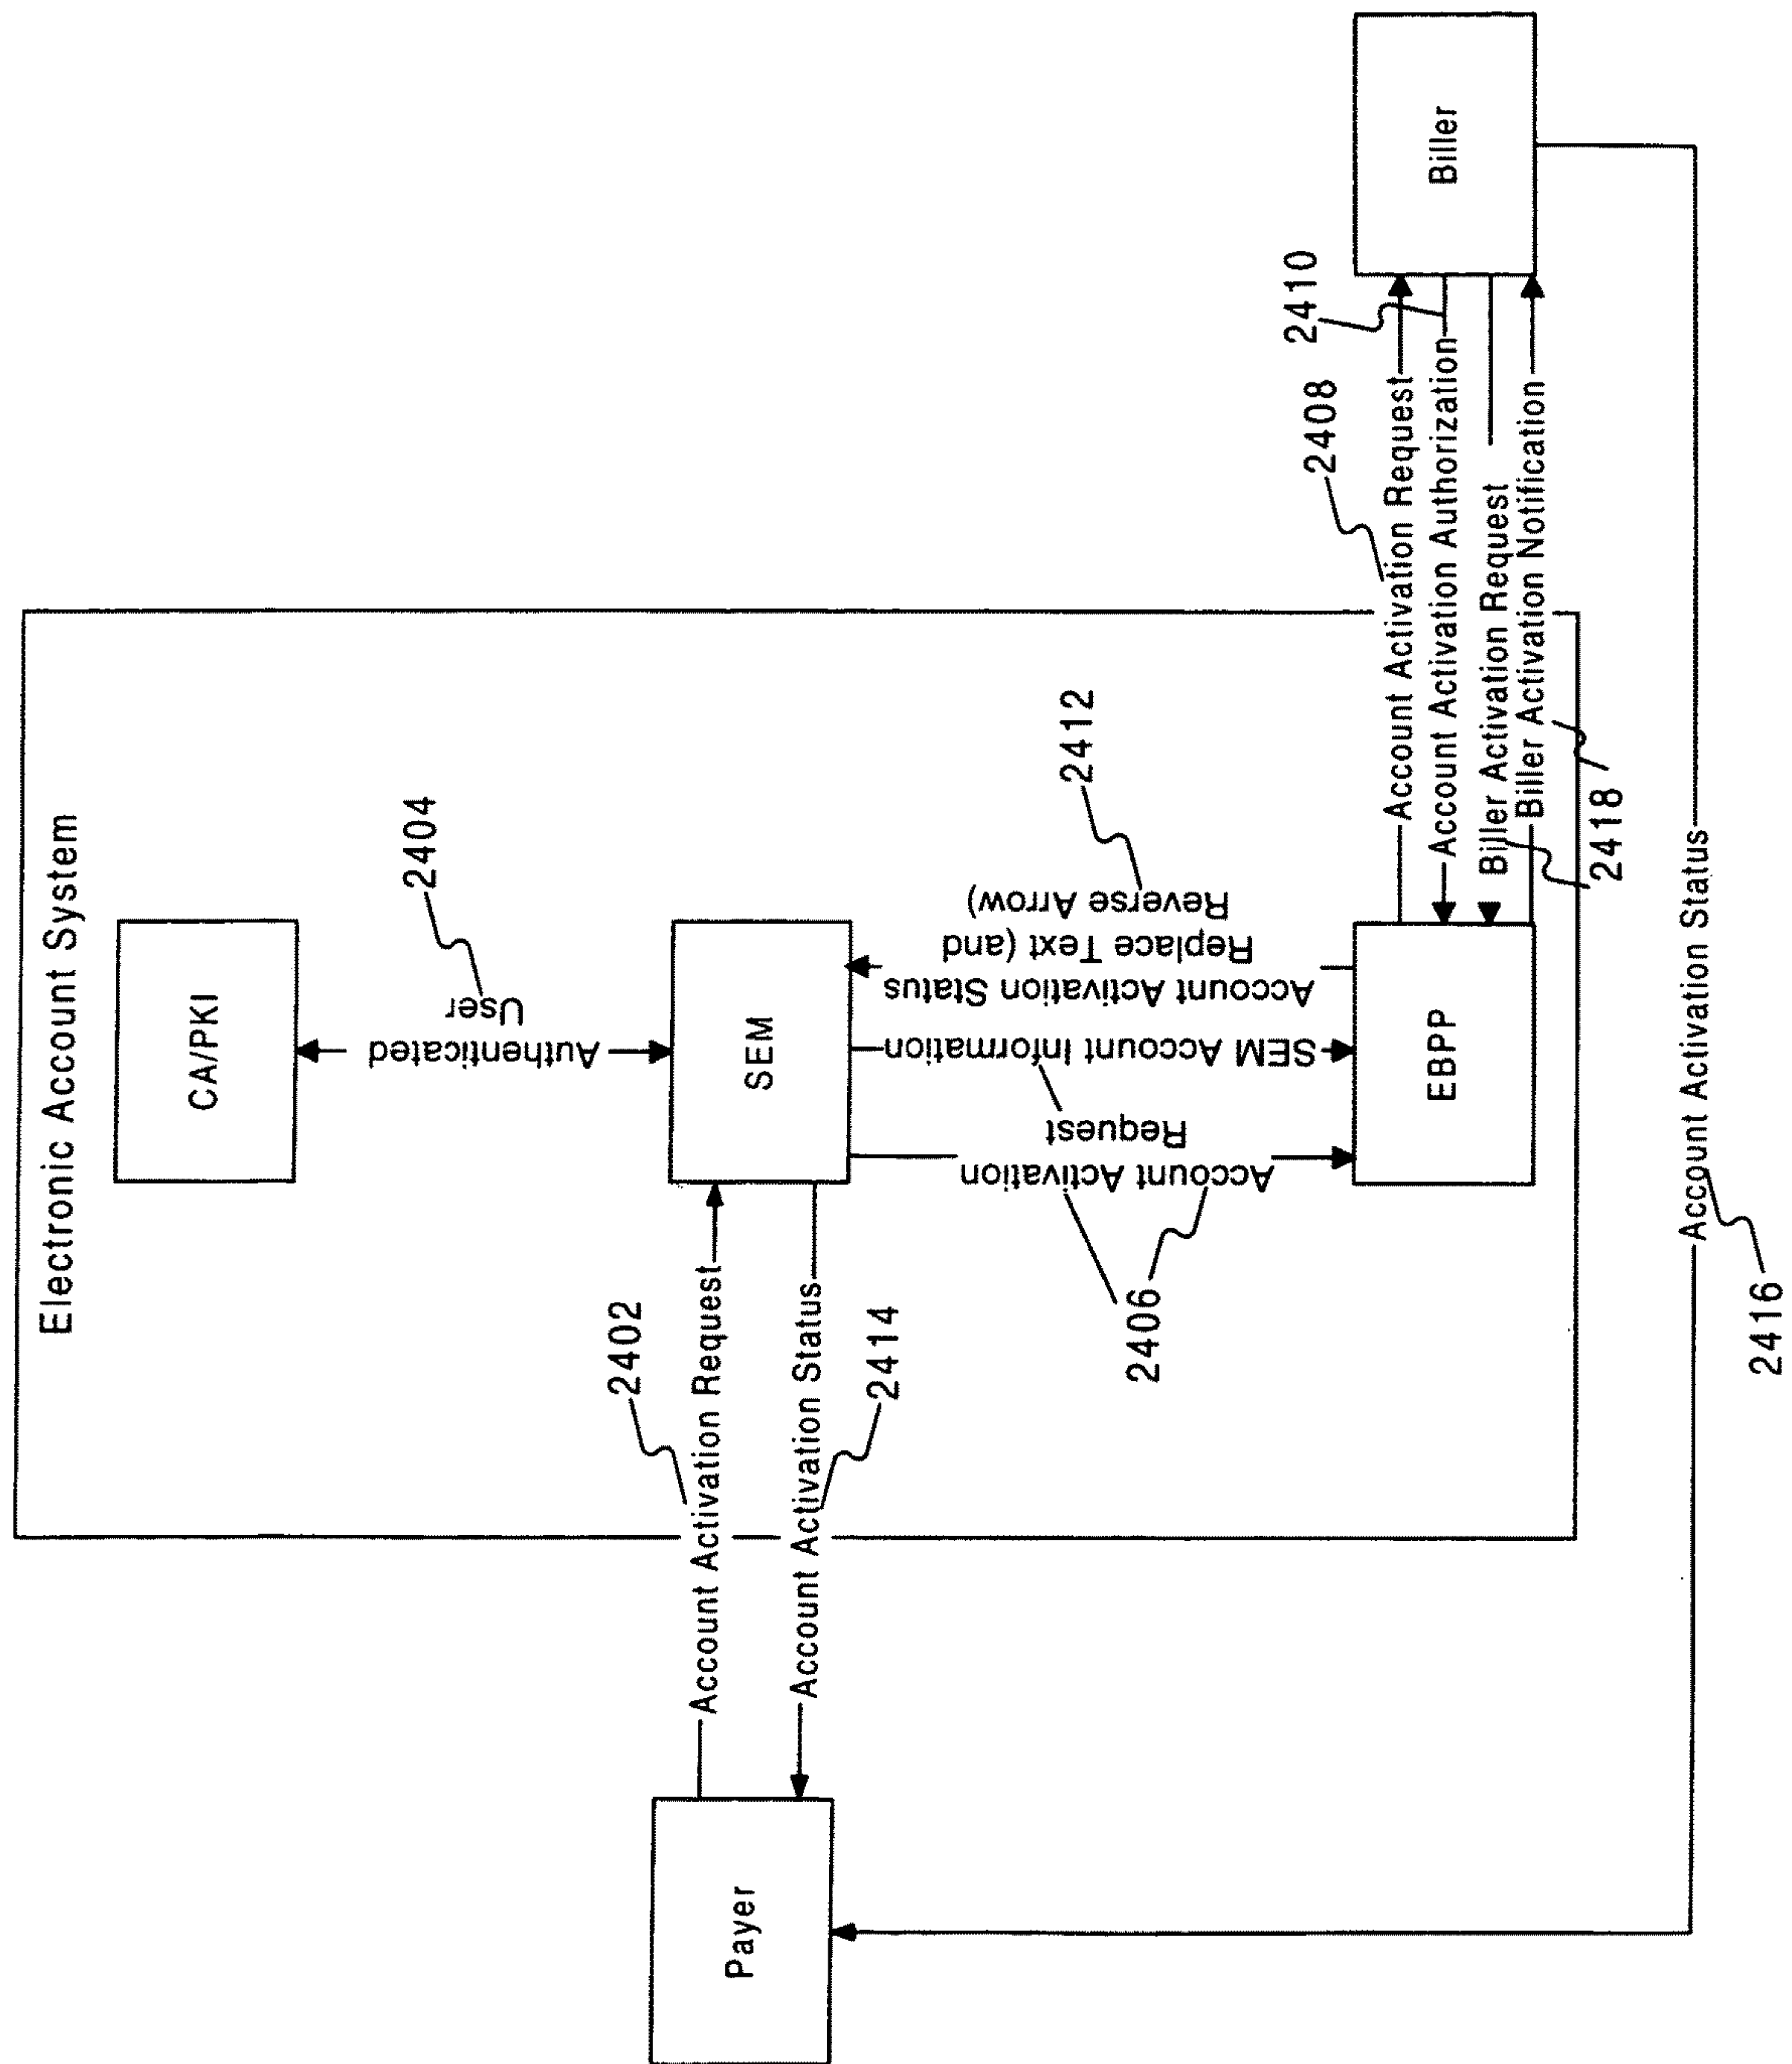 Electronic Account System
CA/PKI
2404
User
Authenticated
2402
Account Activation Request
SEM
Account Activation Status
2414
Payer
2412
Reverse Arrow)
Replace Text (and
Account Activation Status
SEM Account Information
Request
Account Activation
2406
EBPP
2408
2410
Account Activation Request
Account Activation Authorization
Biller Activation Request
Biller Activation Notification
2418
Biller
Account Activation Status
2416